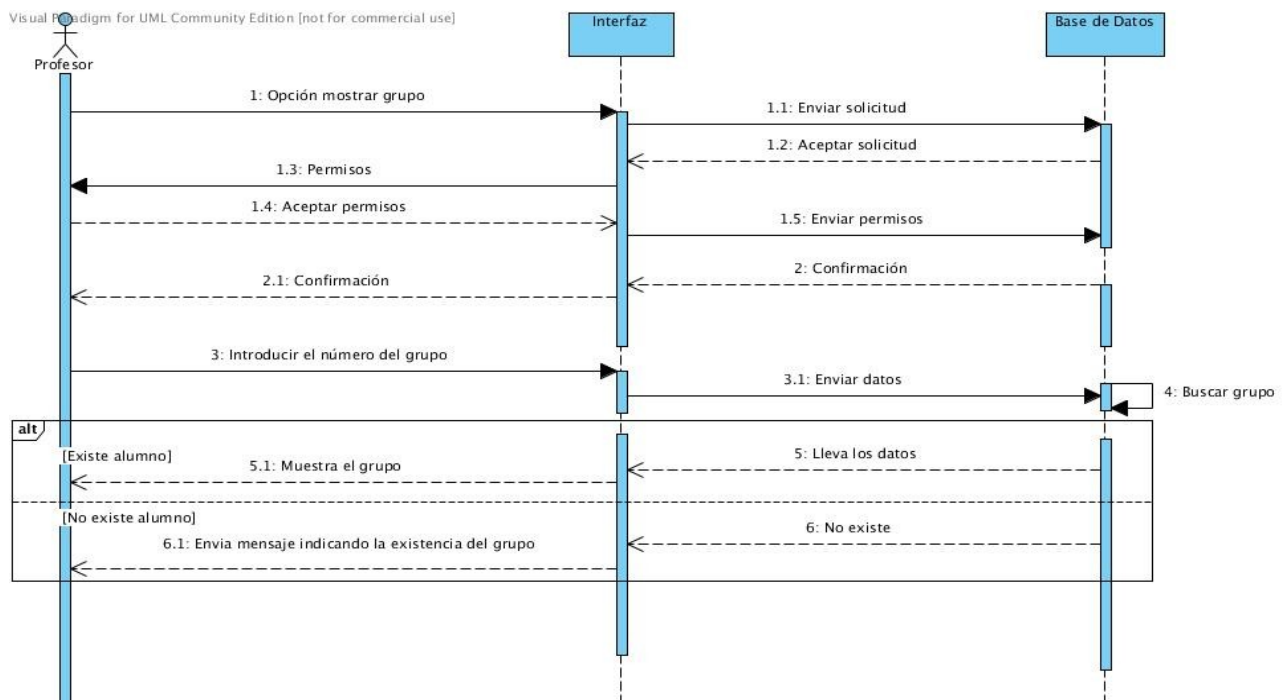 Visual Paradigm for UML Community Edition [not for commercial use]
Profesor
Interfaz
Base de Datos
1: Opción mostrar grupo
1.1: Enviar solicitud
1.2: Aceptar solicitud
1.3: Permisos
1.4: Aceptar permisos
1.5: Enviar permisos
2: Confirmación
2.1: Confirmación
3: Introducir el número del grupo
3.1: Enviar datos
4: Buscar grupo
alt
[Existe alumno]
5: Lleva los datos
5.1: Muestra el grupo
[No existe alumno]
6: No existe
6.1: Envia mensaje indicando la existencia del grupo